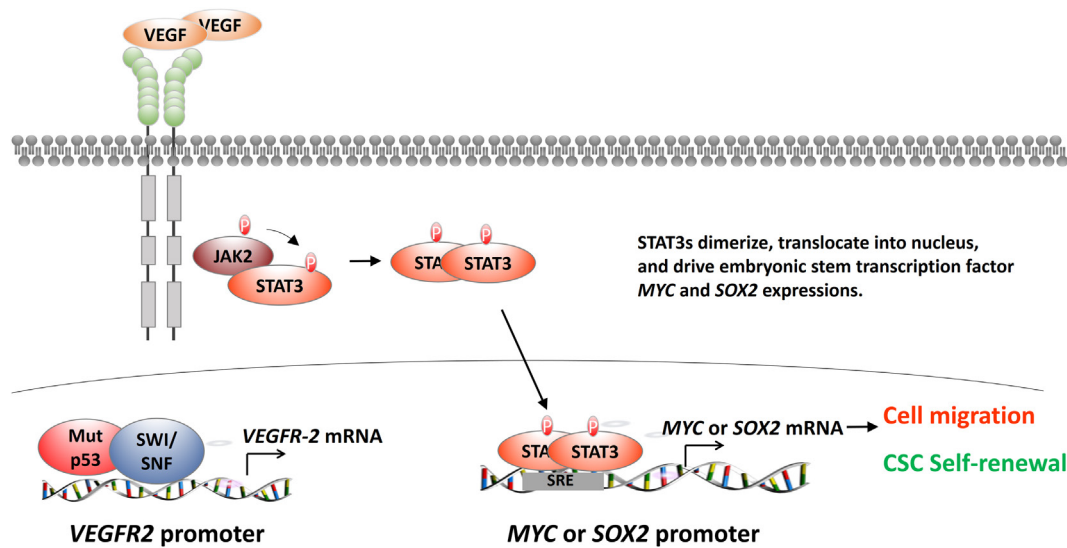 VEGF
VEGF
P
JAK2
P
STAT3
P
P
STA
STAT3
STAT3s dimerize, translocate into nucleus,
and drive embryonic stem transcription factor
MYC and SOX2 expressions.
Mut
p53
SWI/
SNF
VEGFR-2 mRNA
VEGFR2 promoter
P
P
STA
STAT3
SRE
MYC or SOX2 mRNA
MYC or SOX2 promoter
Cell migration
CSC Self-renewal